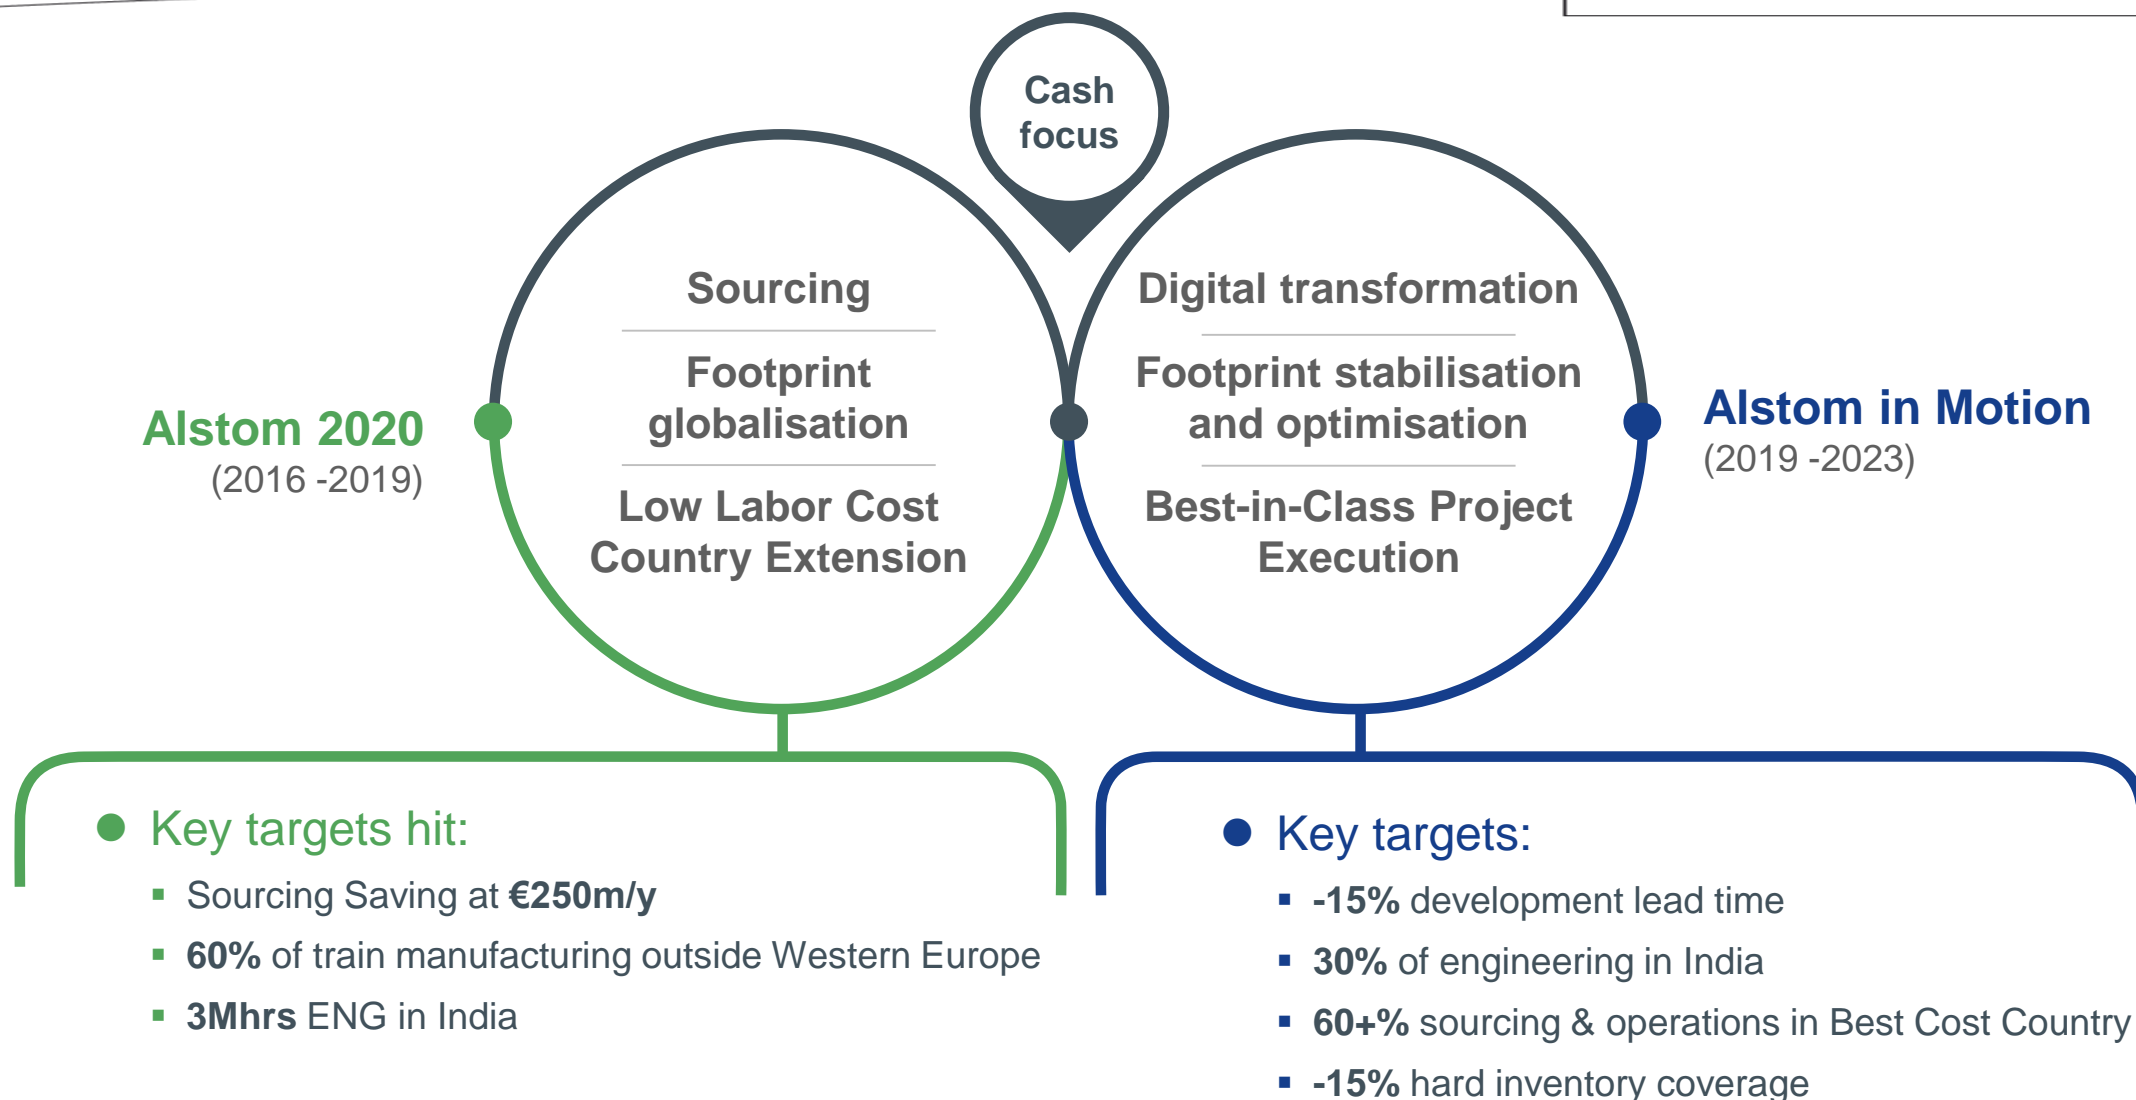 Cash
focus
Sourcing
Footprint
globalisation
Low Labor Cost
Country Extension
Digital transformation
Footprint stabilisation
and optimisation
Best-in-Class Project
Execution
Alstom 2020
(2016 -2019)
Alstom in Motion
(2019 -2023)
Key targets hit:
Sourcing Saving at €250m/y
60% of train manufacturing outside Western Europe
3Mhrs ENG in India
Key targets:
-15% development lead time
30% of engineering in India
60+% sourcing & operations in Best Cost Country
-15% hard inventory coverage